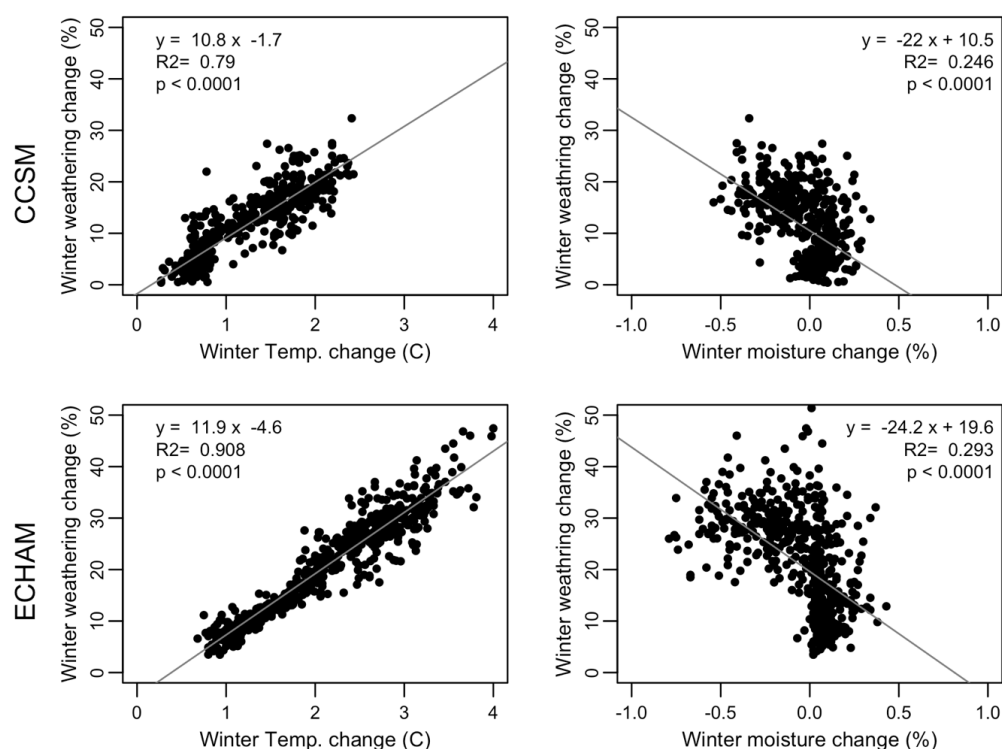 CCSM
Winter weathering change (%)
50
40
30
20
10
0
y = 10.8 x -1.7
R2= 0.79
p < 0.0001
0 1 2 3 4
Winter Temp. change (C)
Winter weathring change (%)
50
40
30
20
10
0
y = -22 x + 10.5
R2= 0.246
p < 0.0001
-1.0 -0.5 0.0 0.5 1.0
Winter moisture change (%)
ECHAM
Winter weathering change (%)
50
40
30
20
10
0
y = 11.9 x -4.6
R2= 0.908
p < 0.0001
0 1 2 3 4
Winter Temp. change (C)
Winter weathring change (%)
50
40
30
20
10
0
y = -24.2 x + 19.6
R2= 0.293
p < 0.0001
-1.0 -0.5 0.0 0.5 1.0
Winter moisture change (%)